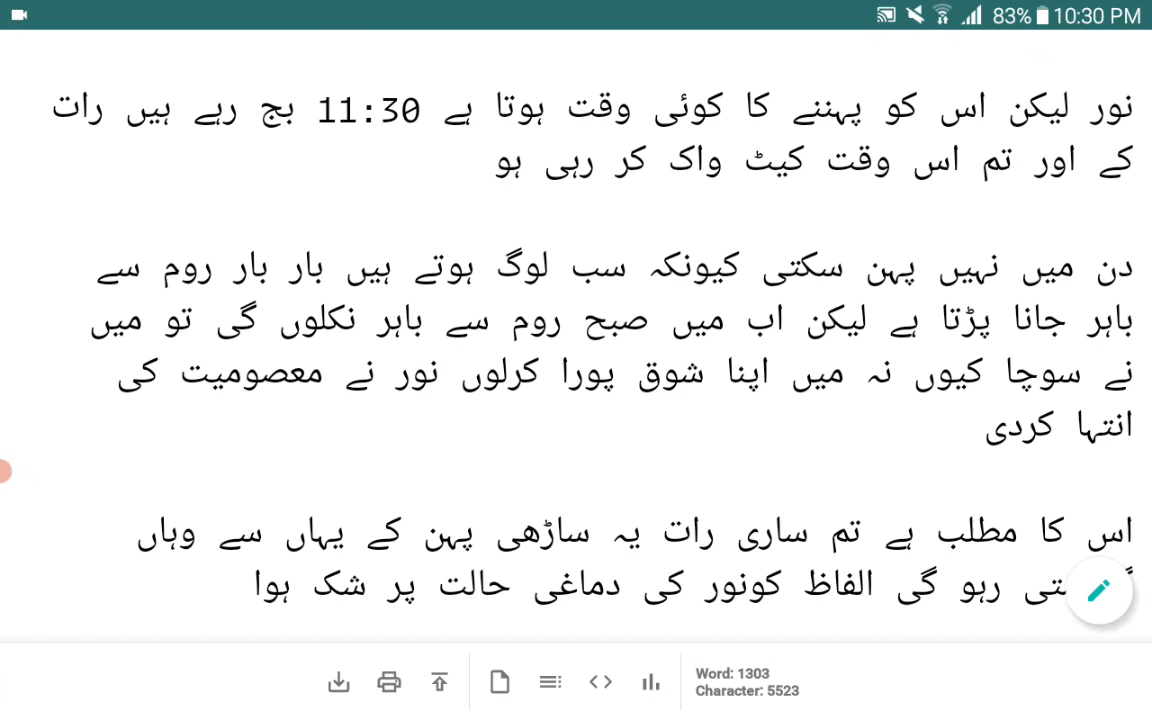 83% 10:30 PM
نور لیکن اس کو پہننے کا کوئی وقت ہوتا ہے 11:30 بج رہے ہیں رات
کے اور تم اس وقت کیٹ واک کر رہی ہو
دن میں نہیں پہن سکتی کیونکہ سب لوگ ہوتے ہیں بار بار روم سے
باہر جانا پڑتا ہے لیکن اب میں صبح روم سے باہر نکلوں گی تو میں
نے سوچا کیوں نہ میں اپنا شوق پورا کرلوں نور نے معصومیت کی
انتہا کردی
اس کا مطلب ہے تم ساری رات یہ ساڑھی پہن کے یہاں سے وہاں
رہو گی الفاظ کونور کی دماغی حالت پر شک ہوا
Word: 1303
Character: 5523